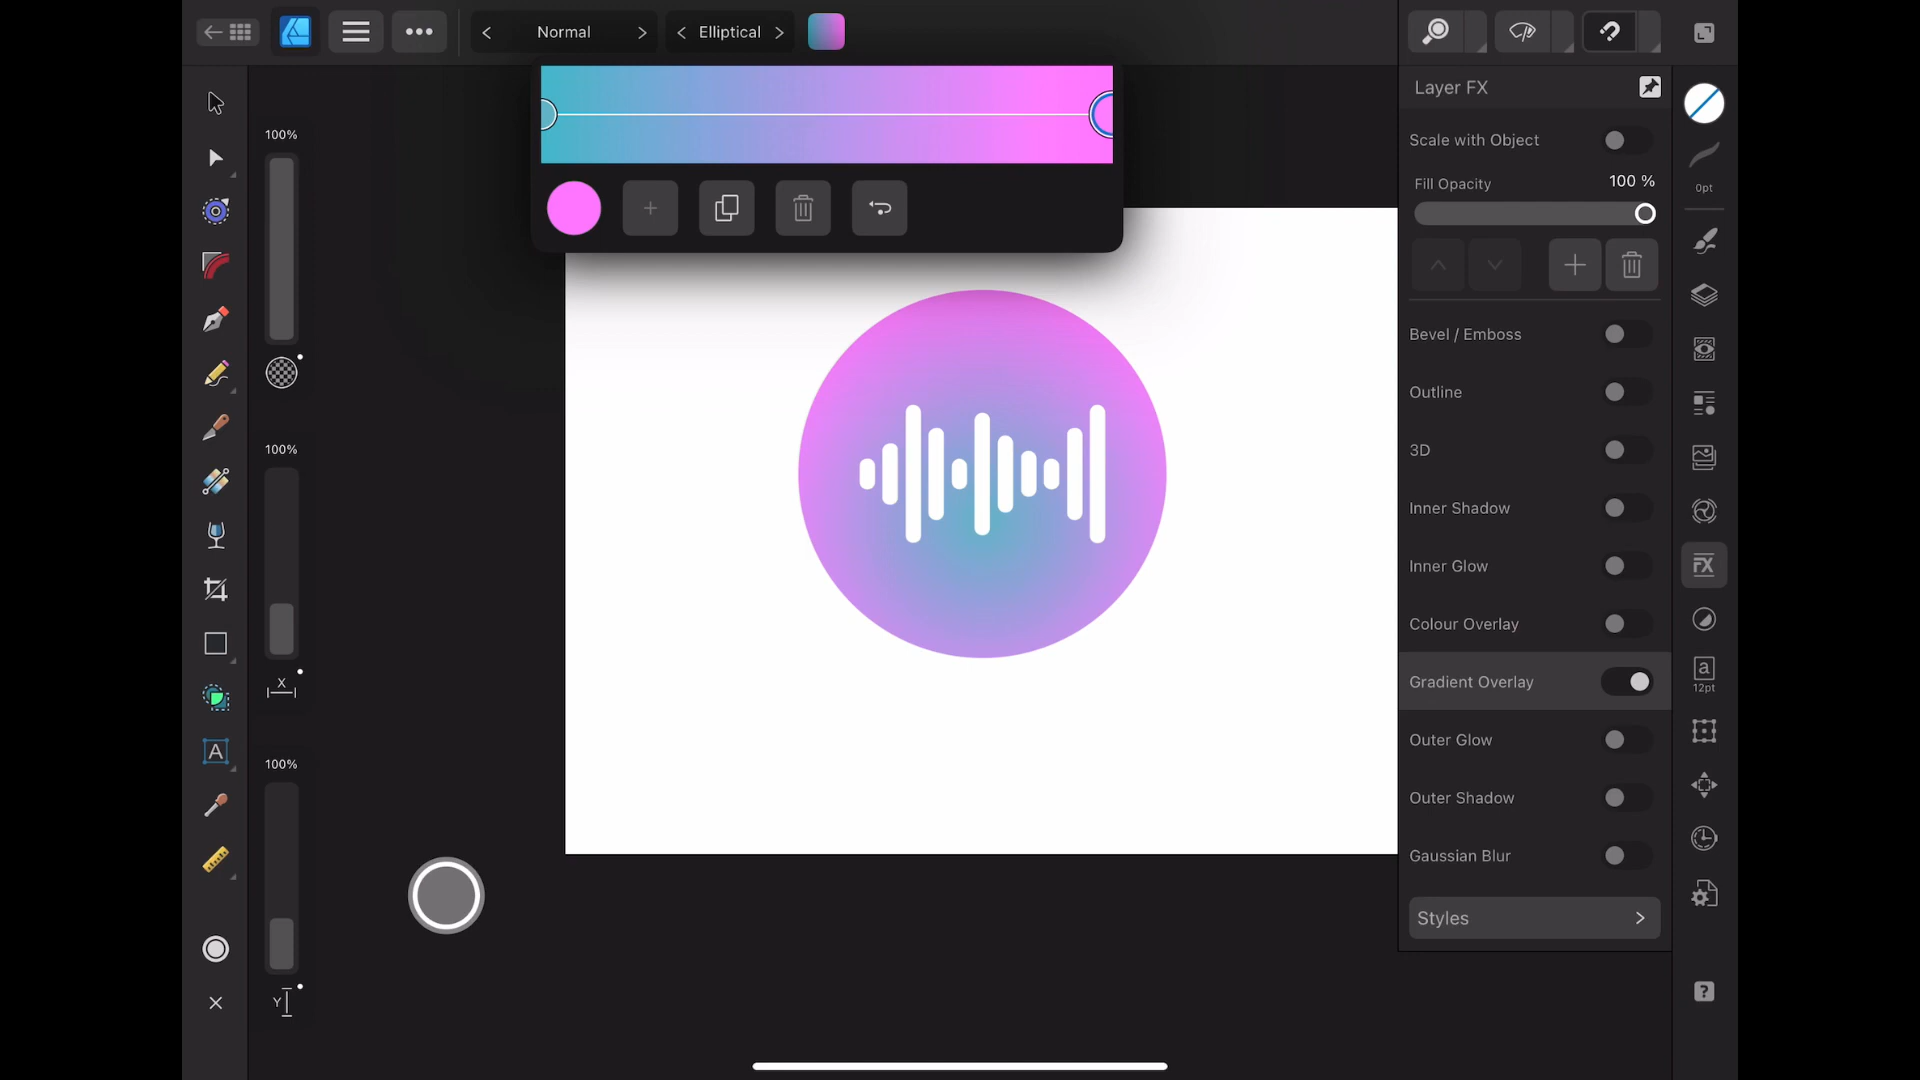 Normal
Elliptical
Layer FX
Scale with Object
Fill Opacity
100 %
0pt
Bevel / Emboss
Outline
3D
Inner Shadow
Inner Glow
FX
Colour Overlay
Gradient Overlay
a
12pt
Outer Glow
Outer Shadow
Gaussian Blur
Styles
?
100%
100%
X
A
100%
Y